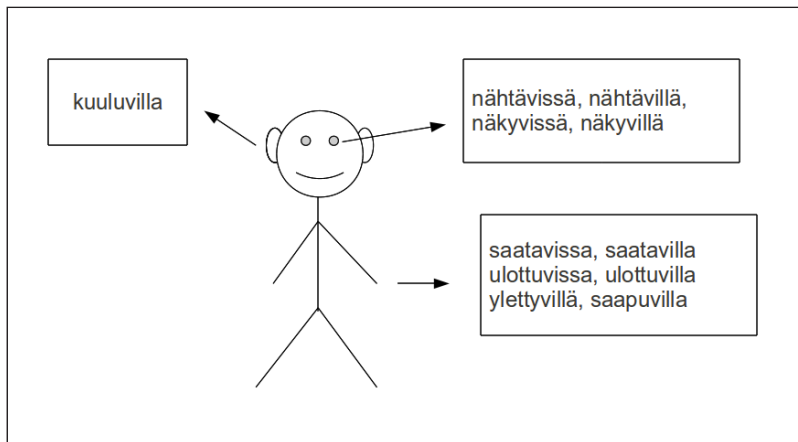 kuuluvilla
nähtävissä, nähtävillä,
näkyvissä, näkyvillä
saatavissa, saatavilla
ulottuvissa, ulottuvilla
ylettyvillä, saapuvilla